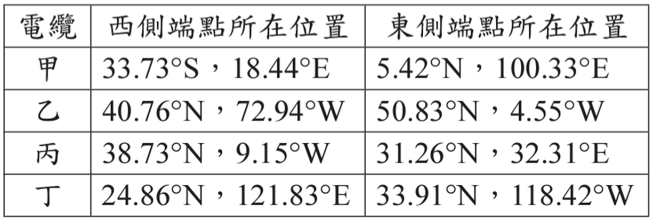 電纜 西側端點所在位置 東側端點所在位置
甲 33.73°S，18.44°E 5.42°N，100.33°E
乙 40.76°N，72.94°W 50.83°N，4.55°W
丙 38.73°N，9.15°W 31.26°N，32.31°E
丁 24.86°N，121.83°E 33.91°N，118.42°W